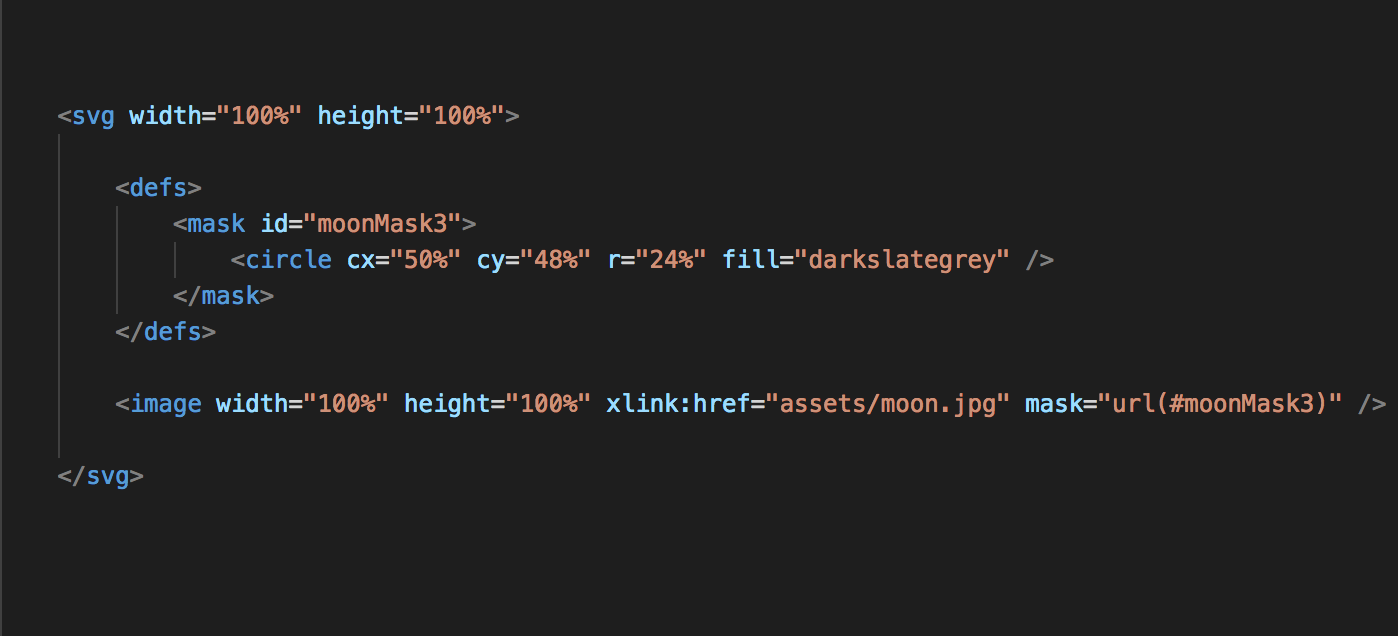 <svg width="100%" height="100%">
<defs>
<mask id="moonMask3">
<circle cx="50%" cy="48%" r="24%" fill="darkslategrey" />
</mask>
</defs>
<image width="100%" height="100%" xlink:href="assets/moon.jpg" mask="url(#moonMask3)" />
</svg>